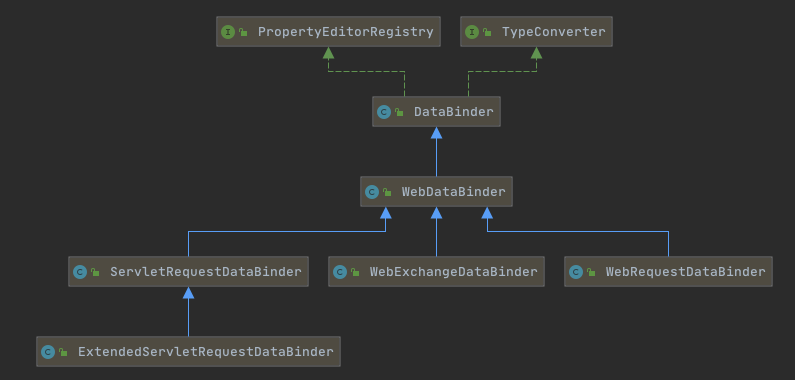 I PropertyEditorRegistry
I TypeConverter
C DataBinder
C WebDataBinder
C ServletRequestDataBinder
C WebExchangeDataBinder
C WebRequestDataBinder
C ExtendedServletRequestDataBinder